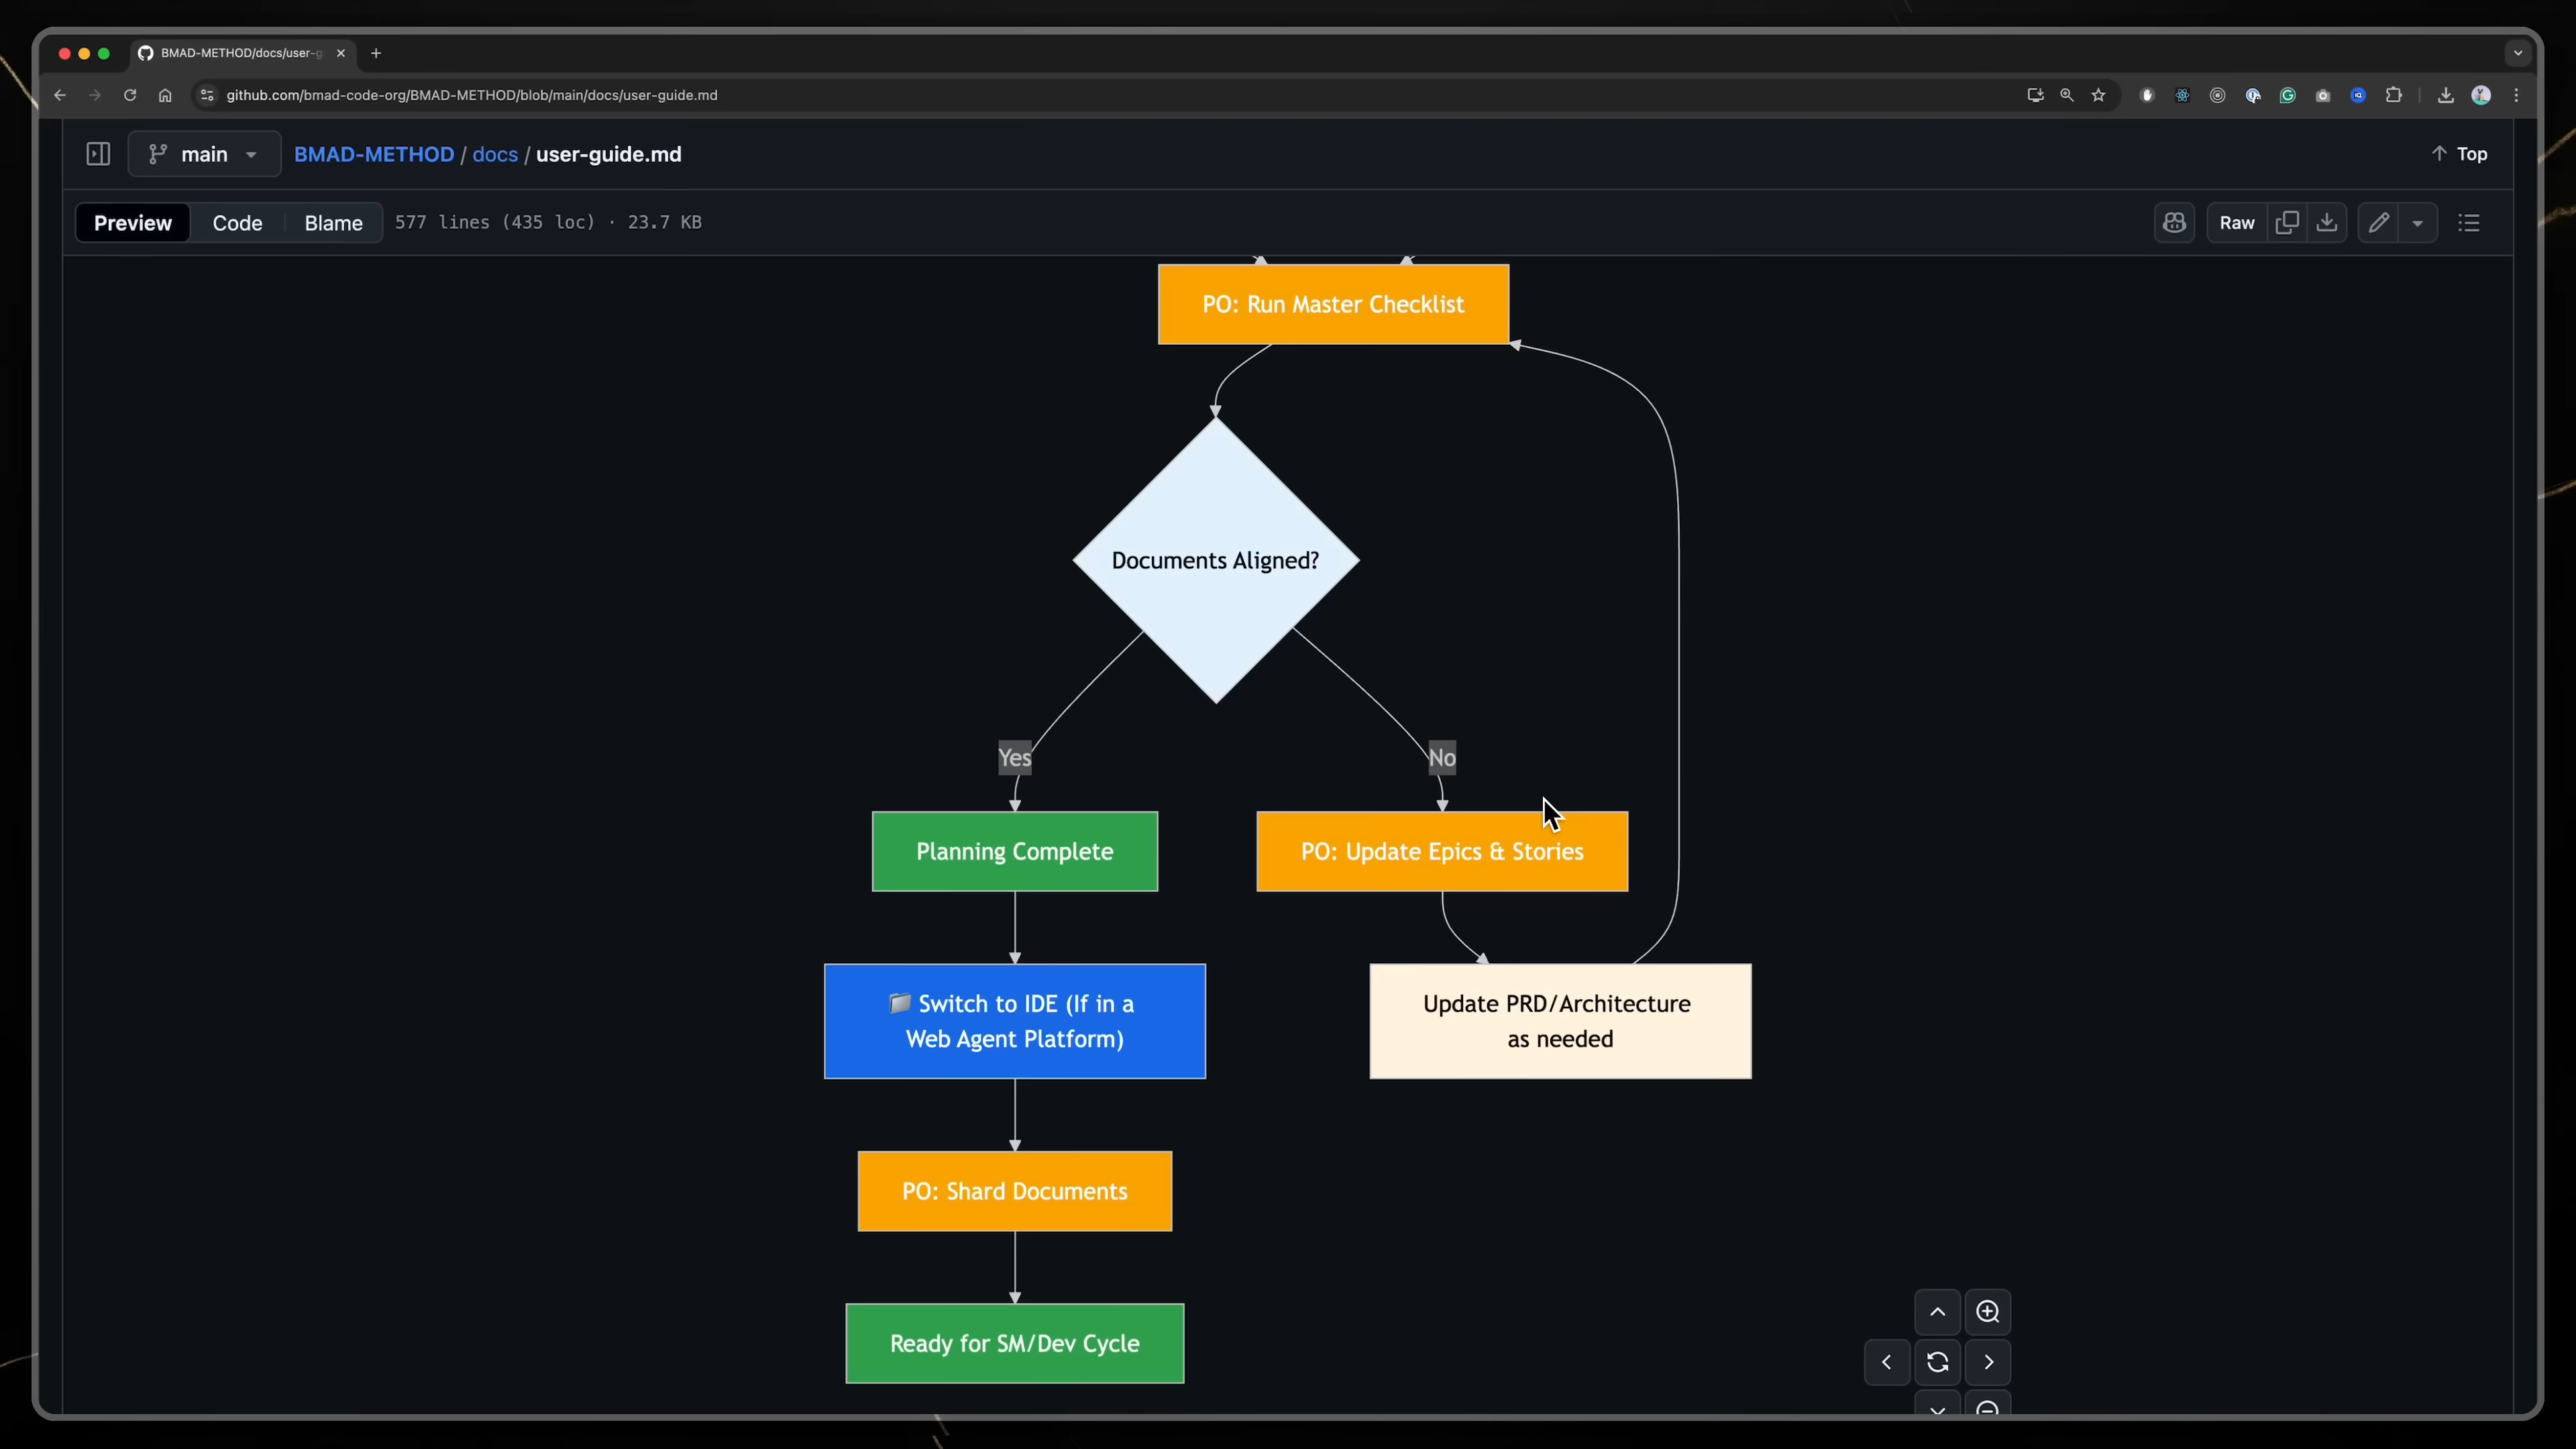 BMAD-METHOD/docs/user-g
github.com/bmad-code-org/BMAD-METHOD/blob/main/docs/user-guide.md
main
BMAD-METHOD / docs / user-guide.md
Top
Preview
Code
Blame
577 lines (435 loc) · 23.7 KB
Raw
PO: Run Master Checklist
Documents Aligned?
Yes
No
Planning Complete
PO: Update Epics & Stories
📁 Switch to IDE (If in a
Web Agent Platform)
Update PRD/Architecture
as needed
PO: Shard Documents
Ready for SM/Dev Cycle